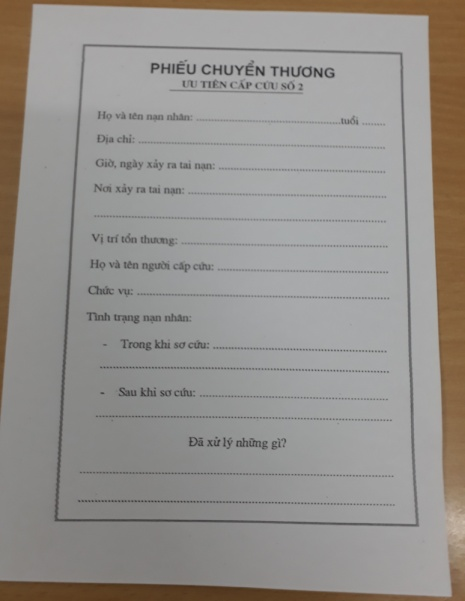 PHIẾU CHUYỂN THƯƠNG
ƯU TIÊN CẤP CỨU SỐ 2
Họ và tên nạn nhân: ........................................tuổi .......
Địa chỉ: ................................................................
Giờ, ngày xảy ra tai nạn: ................................................
Nơi xảy ra tai nạn: ......................................................
................................................................................
Vị trí tổn thương: ........................................................
Họ và tên người cấp cứu: ................................................
Chức vụ: ................................................................
Tình trạng nạn nhân:
- Trong khi sơ cứu: ................................................
................................................................................
- Sau khi sơ cứu: ....................................................
................................................................................
Đã xử lý những gì?
................................................................................
................................................................................